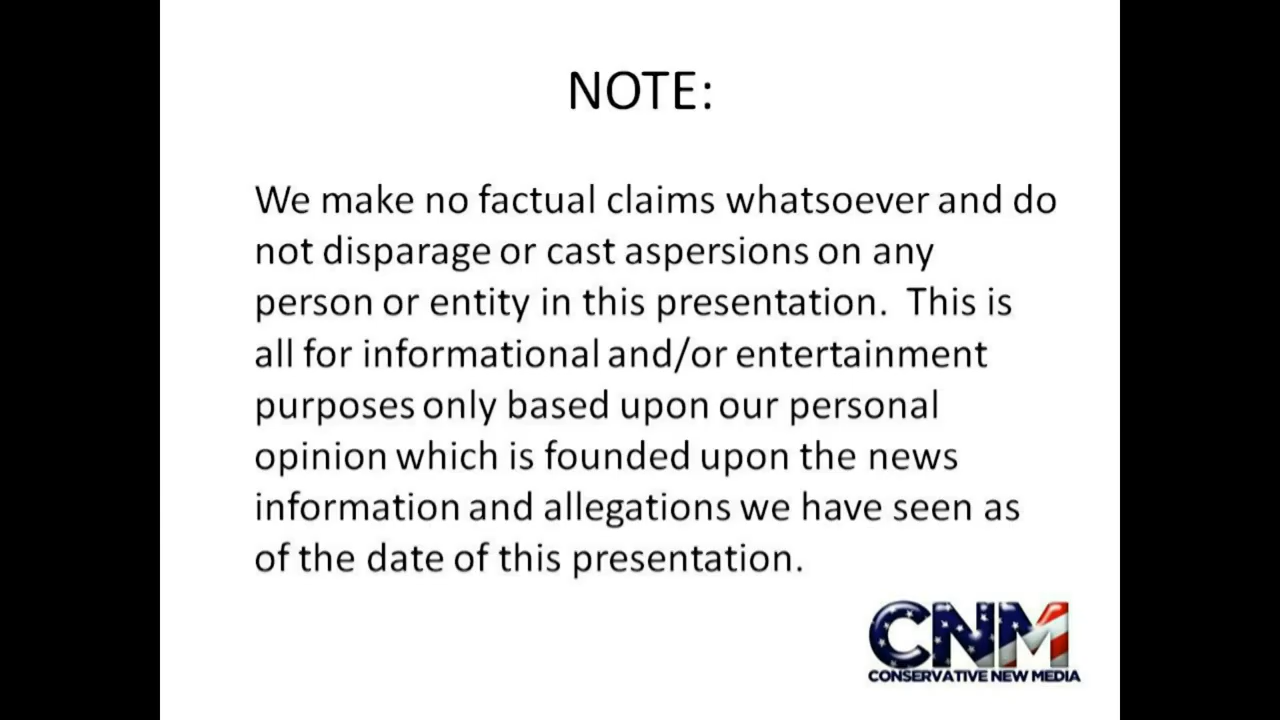 NOTE:
We make no factual claims whatsoever and do
not disparage or cast aspersions on any
person or entity in this presentation.  This is
all for informational and/or entertainment
purposes only based upon our personal
opinion which is founded upon the news
information and allegations we have seen as
of the date of this presentation.
CNM
CONSERVATIVE NEW MEDIA